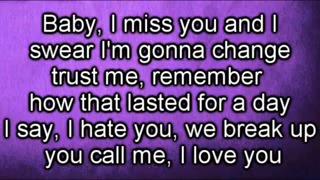 Baby, I miss you and I
swear I'm gonna change
trust me, remember
how that lasted for a day
I say, I hate you, we break up
you call me, I love you